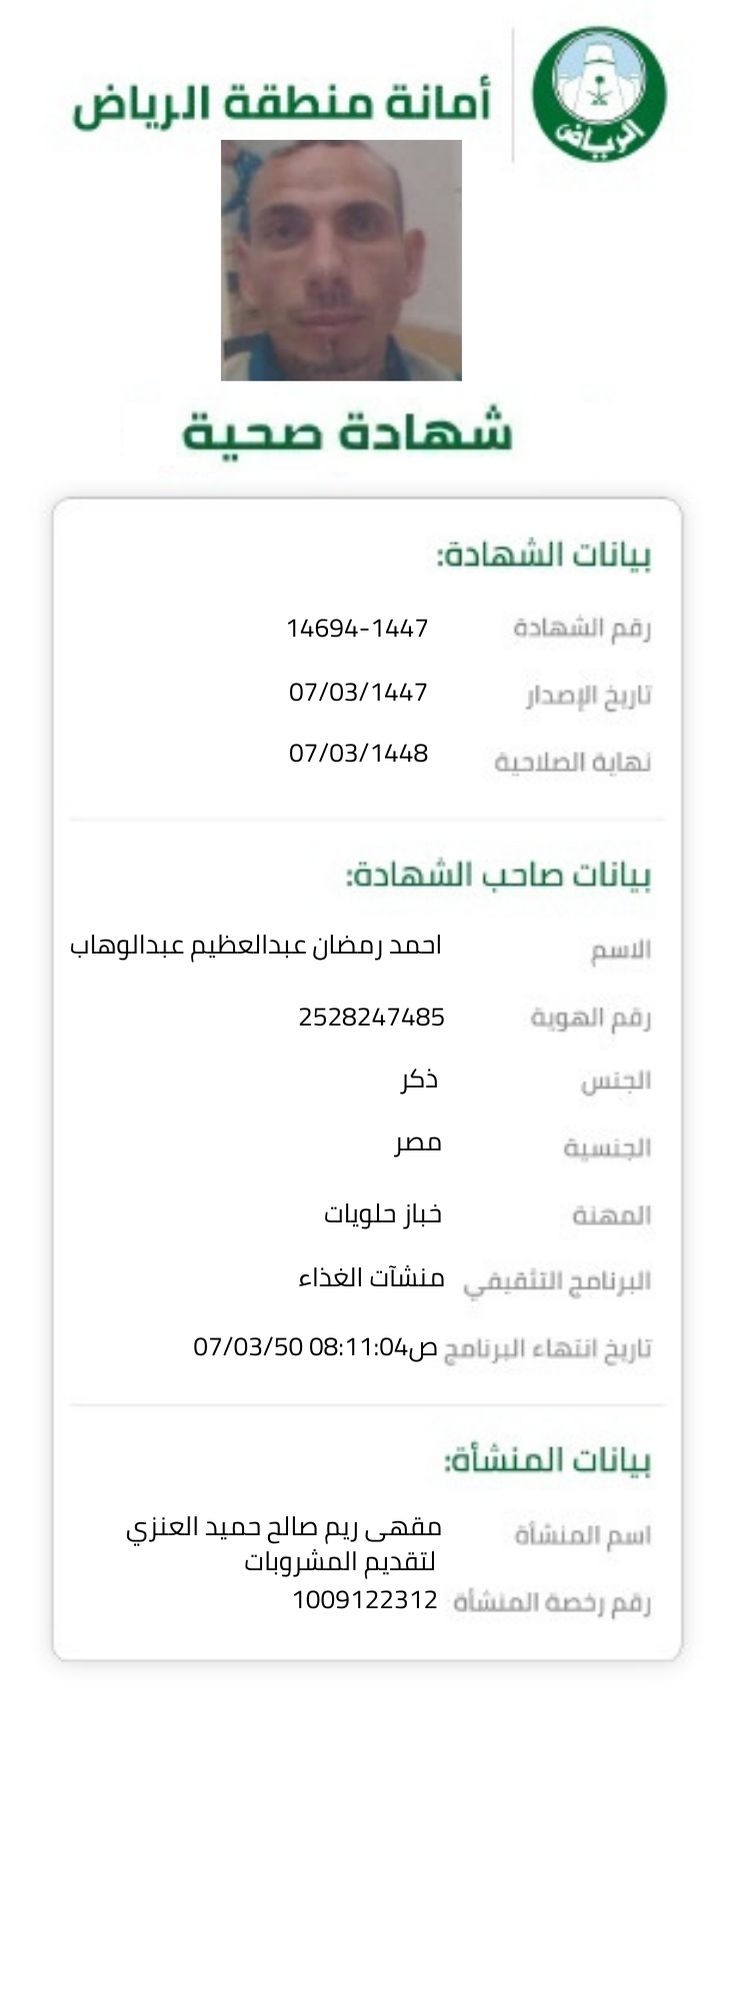 أمانة منطقة الرياض
الرياض
شهادة صحية
بيانات الشهادة:
رقم الشهادة 14694-1447
تاريخ الإصدار 07/03/1447
نهاية الصلاحية 07/03/1448
بيانات صاحب الشهادة:
الاسم احمد رمضان عبدالعظيم عبدالوهاب
رقم الهوية 2528247485
الجنس ذكر
الجنسية مصر
المهنة خباز حلويات
البرنامج التثقيفي منشآت الغذاء
تاريخ انتهاء البرنامج ص08:11:04 07/03/50
بيانات المنشأة:
اسم المنشأة مقهى ريم صالح حميد العنزي
لتقديم المشروبات
رقم رخصة المنشأة 1009122312